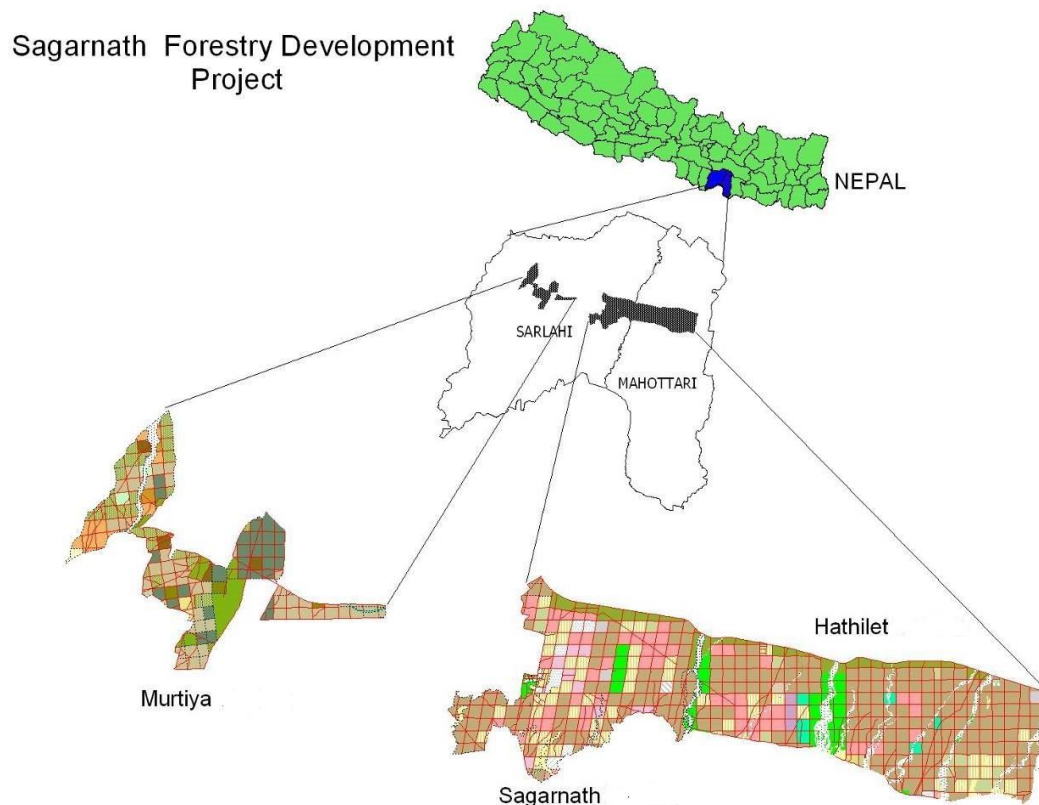 Sagarnath Forestry Development
Project
NEPAL
SARLAHI
MAHOTTARI
Hathilet
Murtiya
Sagarnath